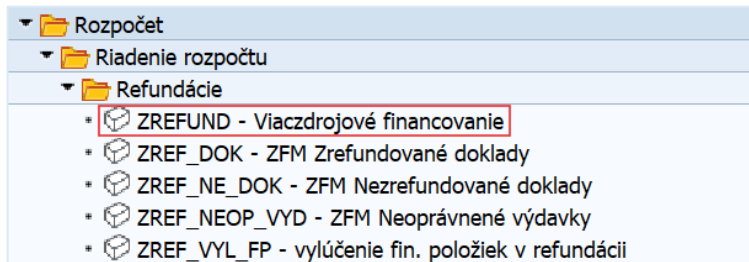 Rozpočet
Riadenie rozpočtu
Refundácie
ZREFUND - Viaczdrojové financovanie
ZREF_DOK - ZFM Zrefundované doklady
ZREF_NE_DOK - ZFM Nezrefundované doklady
ZREF_NEOP_VYD - ZFM Neoprávnené výdavky
ZREF_VYL_FP - vylúčenie fin. položiek v refundácii